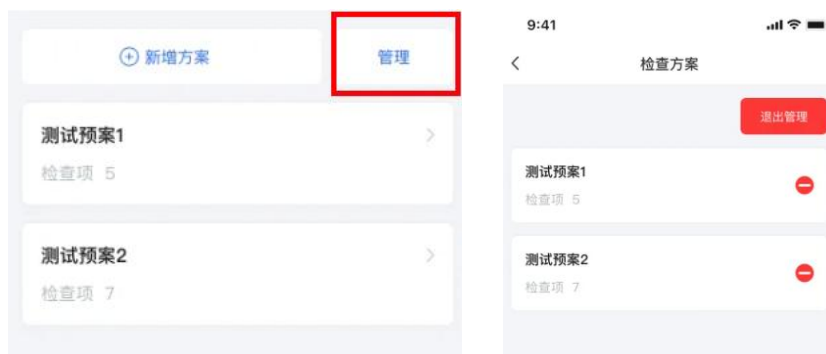 新增方案 管理
测试预案1
检查项 5
测试预案2
检查项 7
9:41
检查方案
退出管理
测试预案1
检查项 5
测试预案2
检查项 7